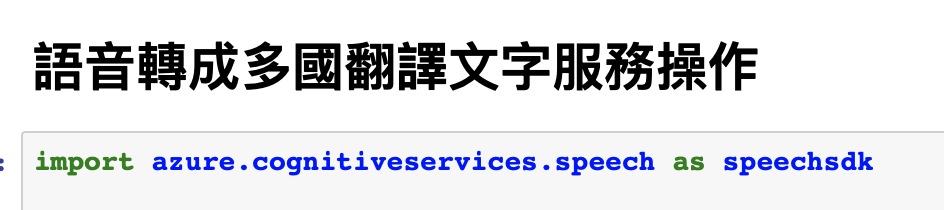 語音轉成多國翻譯文字服務操作
:
import azure.cognitiveservices.speech as speechsdk